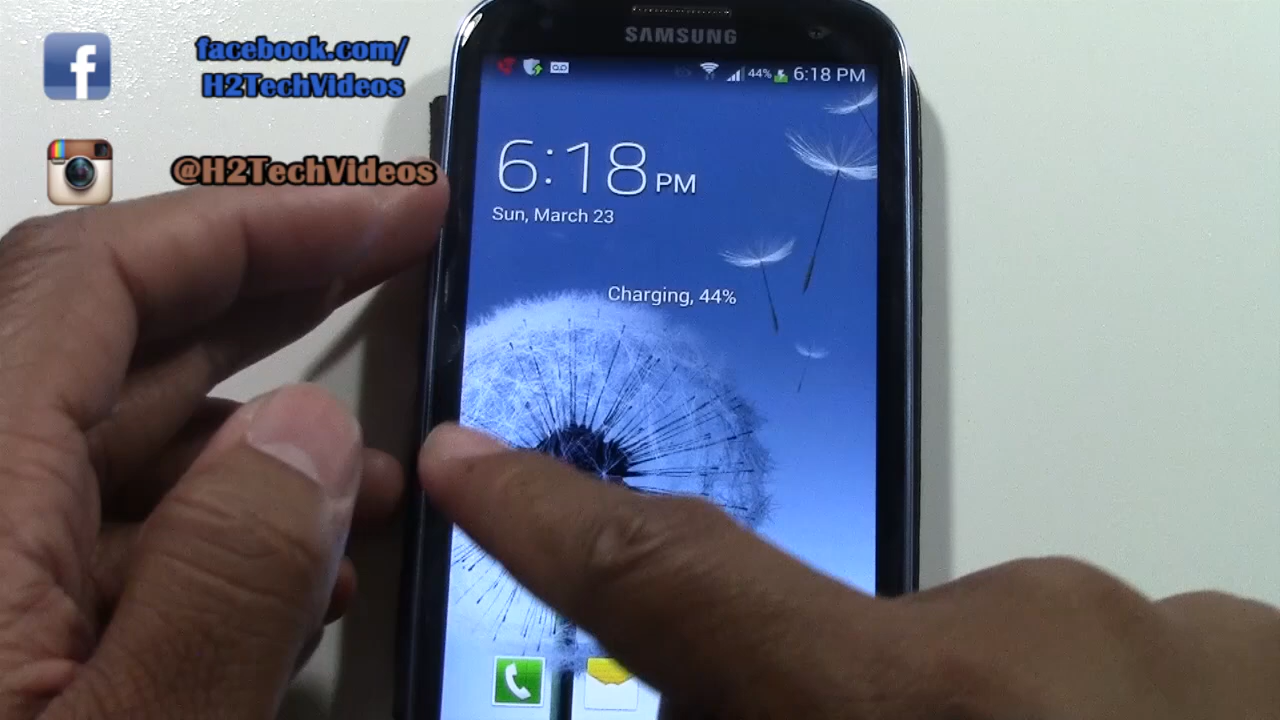 facebook.com/
H2TechVideos
@H2TechVideos
SAMSUNG
44% 6:18 PM
6:18 PM
Sun, March 23
Charging, 44%